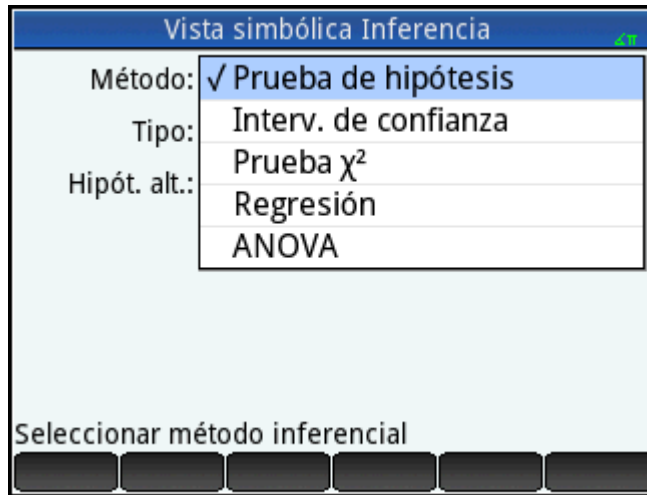 Vista simbólica Inferencia
∡π
Método: √ Prueba de hipótesis
Interv. de confianza
Tipo:
Prueba χ²
Hipót. alt.:
Regresión
ANOVA
Seleccionar método inferencial